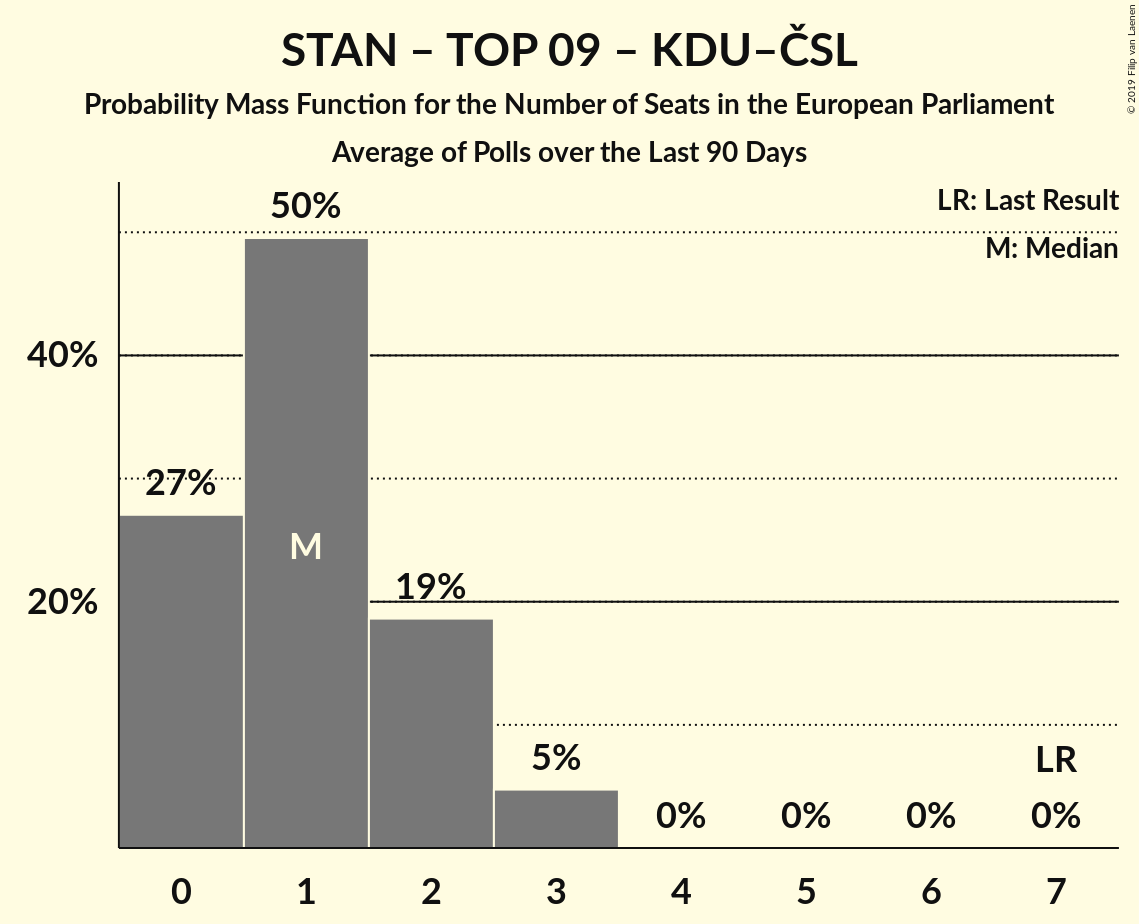 STAN – TOP 09 – KDU–ČSL
Probability Mass Function for the Number of Seats in the European Parliament
Average of Polls over the Last 90 Days
© 2019 Filip van Laenen
LR: Last Result
M: Median
50%
40%
27%
M
19%
20%
5%
LR
0% 0% 0% 0%
0 1 2 3 4 5 6 7